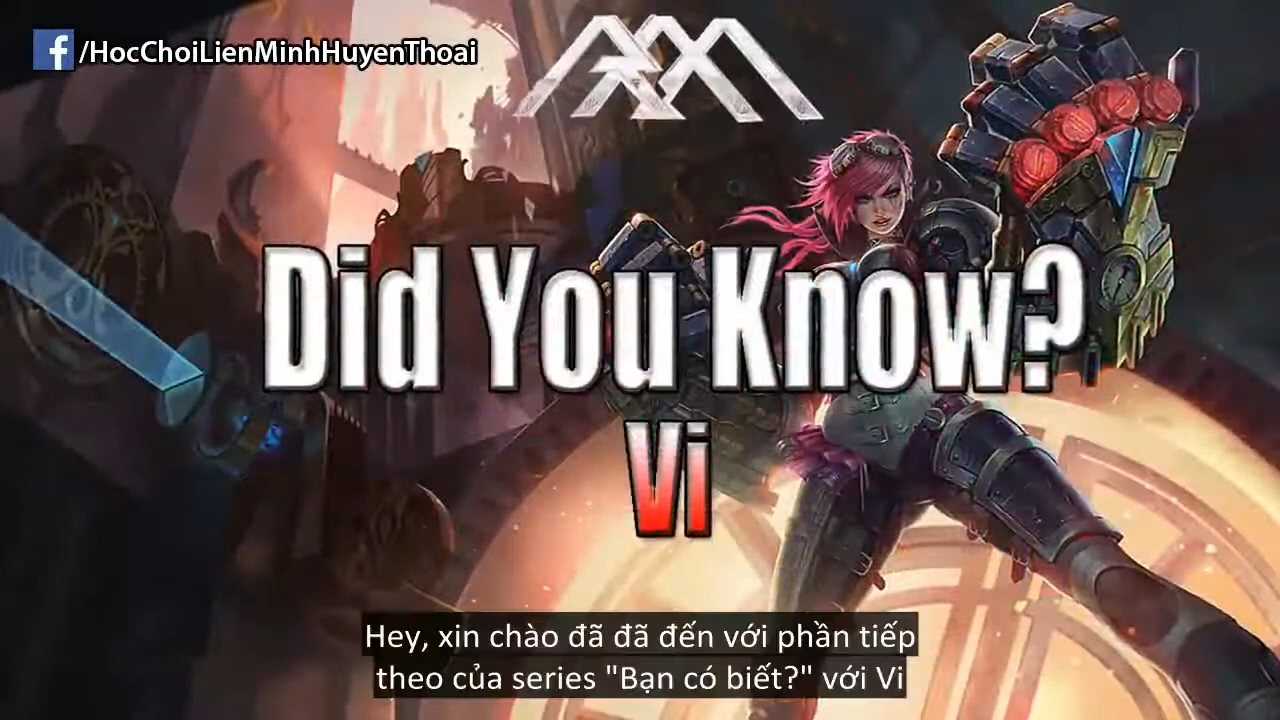 /HocChoiLienMinhHuyenThoai
Did You Know?
Vi
Hey, xin chào đã đã đến với phần tiếp
theo của series "Bạn có biết?" với Vi